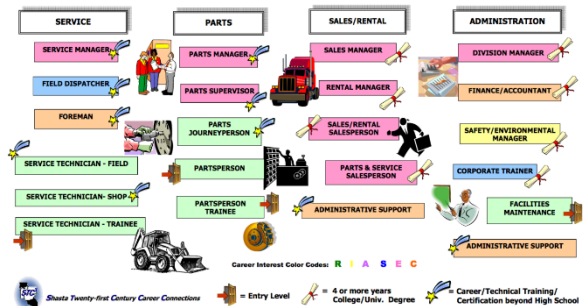 SERVICE
SERVICE MANAGER
FIELD DISPATCHER
FOREMAN
SERVICE TECHNICIAN - FIELD
SERVICE TECHNICIAN- SHOP
SERVICE TECHNICIAN - TRAINEE
PARTS
PARTS MANAGER
PARTS SUPERVISOR
PARTS
JOURNEYPERSON
PARTSPERSON
PARTSPERSON
TRAINEE
SALES/RENTAL
SALES MANAGER
RENTAL MANAGER
SALES/RENTAL
SALESPERSON
PARTS & SERVICE
SALESPERSON
ADMINISTRATIVE SUPPORT
ADMINISTRATION
DIVISION MANAGER
FINANCE/ACCOUNTANT
SAFETY/ENVIRONMENTAL
MANAGER
CORPORATE TRAINER
FACILITIES
MAINTENANCE
ADMINISTRATIVE SUPPORT
Career Interest Color Codes: R I A S E C
STC
Shasta Twenty-first Century Career Connections
= Entry Level
= 4 or more years
College/Univ. Degree
= Career/Technical Training/
Certification beyond High School